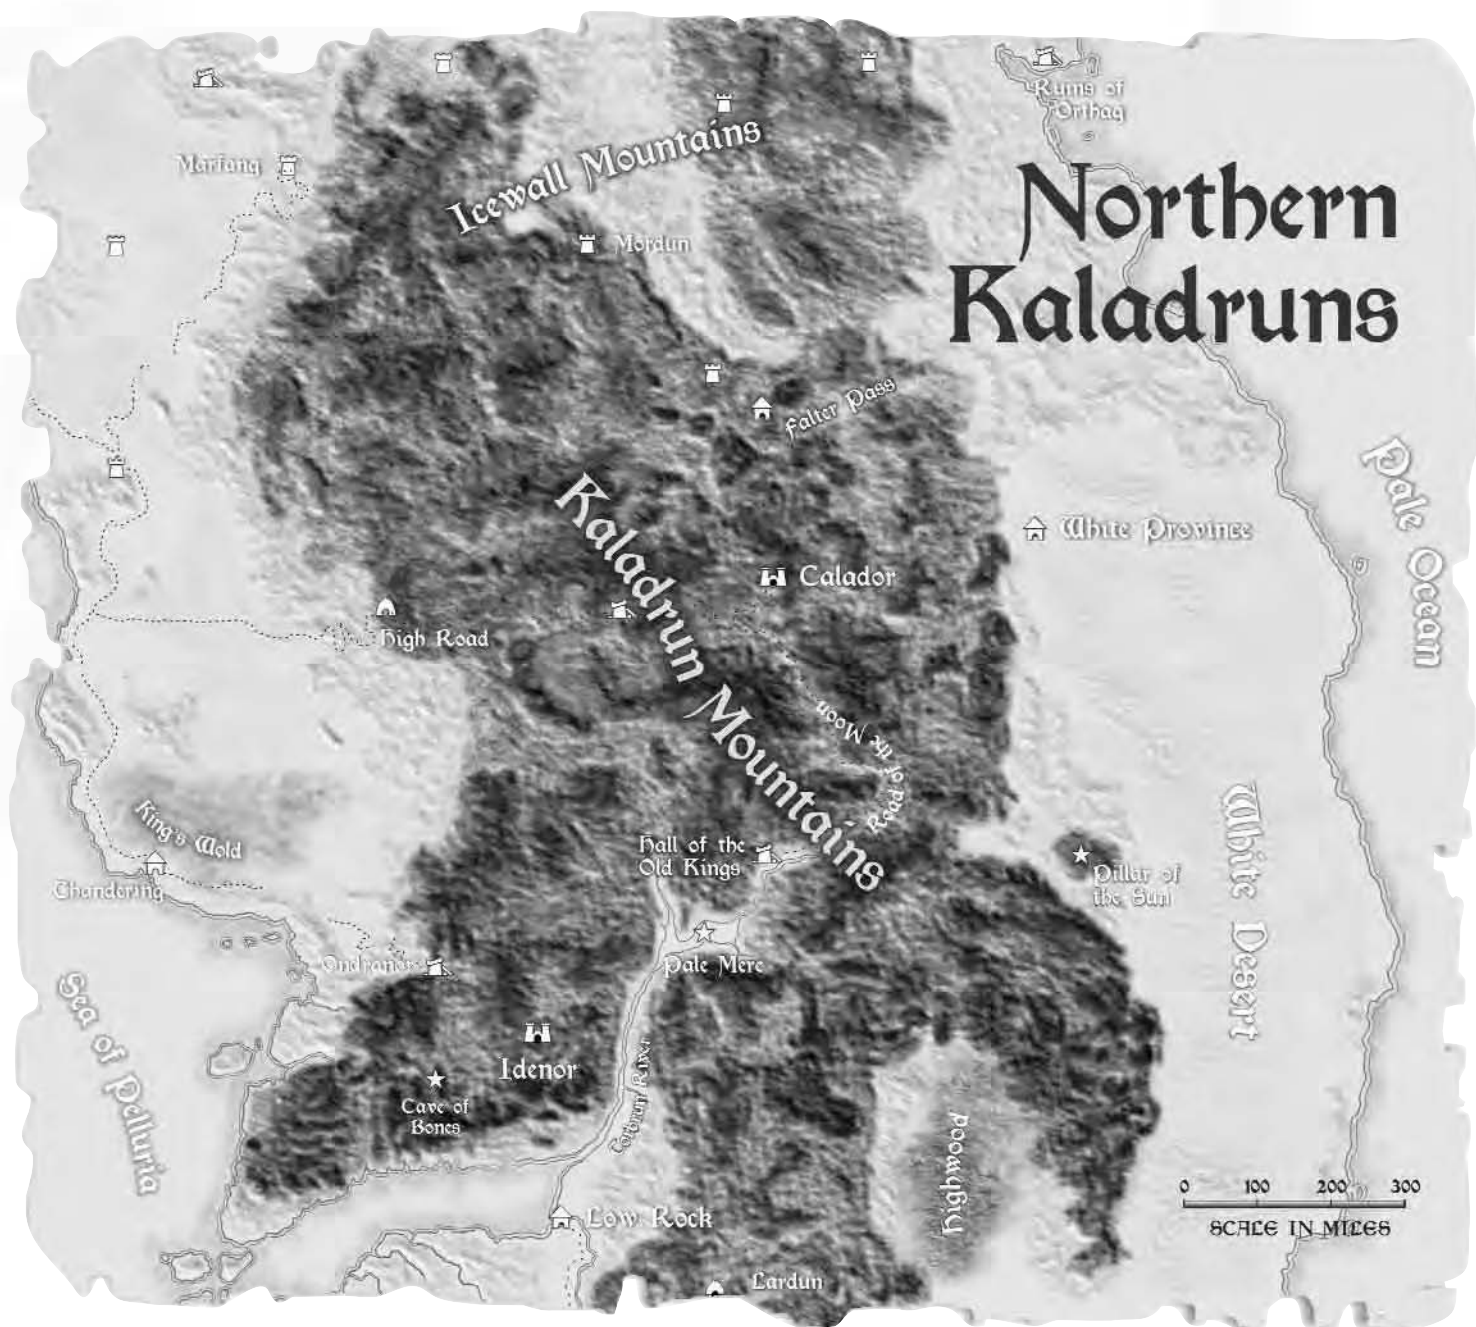 Ruins of
Orthag
Marfang
Icewall Mountains
Northern
Kaladruns
Mordun
Falter Pass
Pale Ocean
White Province
Kaladrun Mountains
Calador
High Road
Road of the Moon
King's Wold
Chandering
Hall of the
Old Kings
Pillar of
the Sun
White Desert
Ondranor
Pale Mere
Sea of Pelluria
Idenor
Cave of
Bones
Corbrun River
Highwood
0 100 200 300
SCALE IN MILES
Low Rock
Lardun